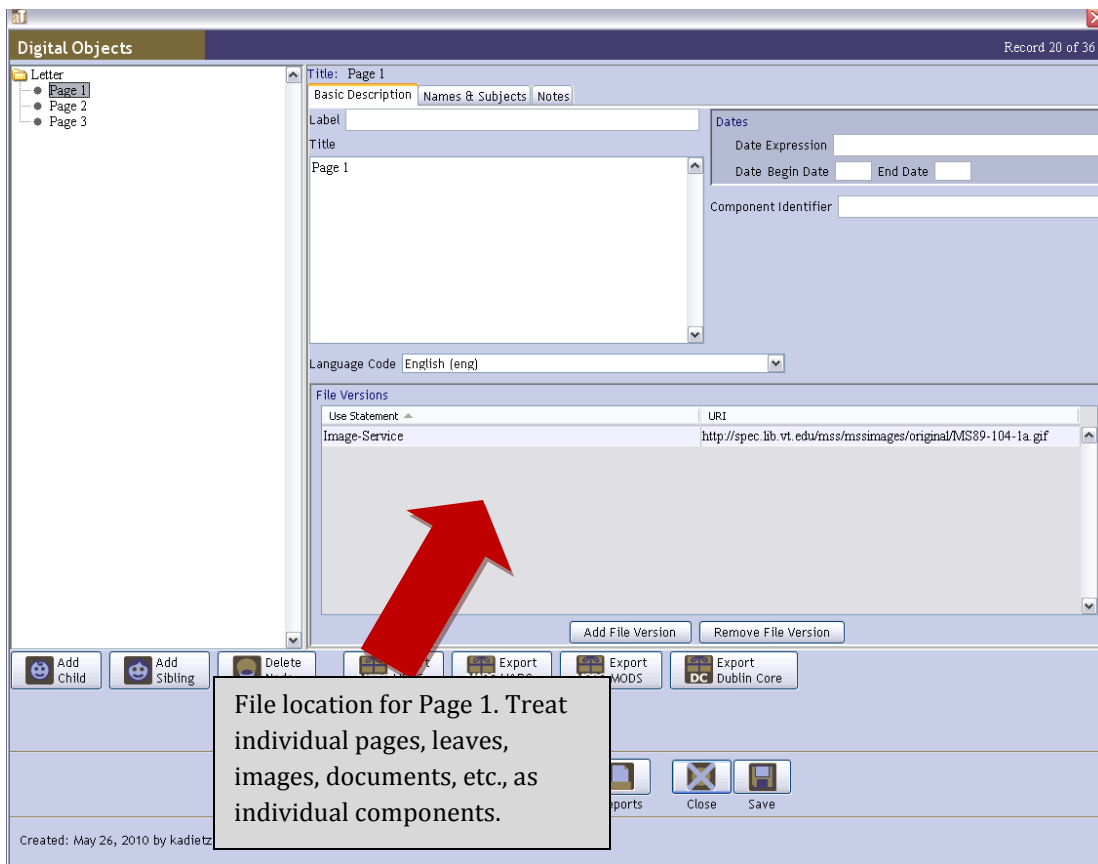 aT
Digital Objects
Record 20 of 36
Letter
Page 1
Page 2
Page 3
Title: Page 1
Basic Description
Names & Subjects
Notes
Label
Title
Page 1
Dates
Date Expression
Date Begin Date
End Date
Component Identifier
Language Code
English (eng)
File Versions
Use Statement
URI
Image-Service
http://spec.lib.vt.edu/mss/mssimages/original/MS89-104-1a.gif
Add File Version
Remove File Version
Add
Child
Add
Sibling
Delete
Export
Export
MODS
DC
Export
Dublin Core
File location for Page 1. Treat
individual pages, leaves,
images, documents, etc., as
individual components.
Close
Save
Created: May 26, 2010 by kadietz